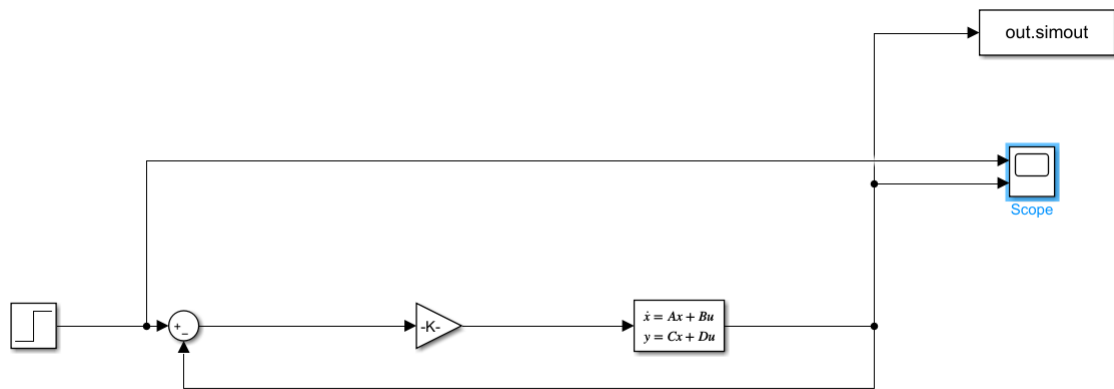 out.simout
Scope
+
−
-K-
ẋ = Ax + Bu
y = Cx + Du